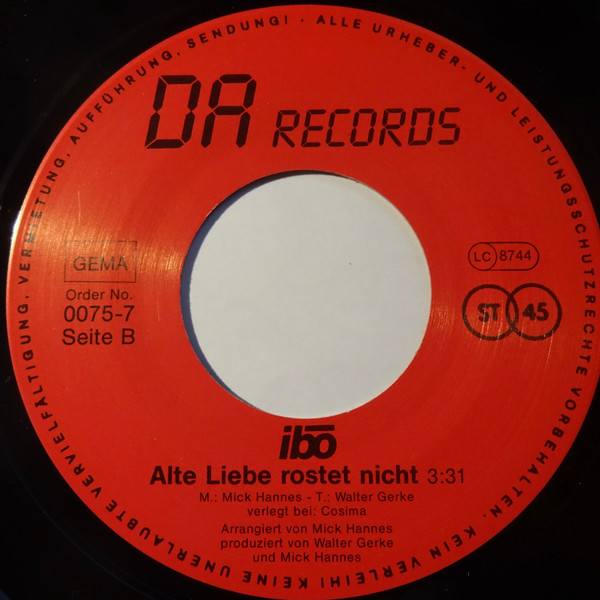 ALLE URHEBER- UND LEISTUNGSSCHUTZRECHTE VORBEHALTEN. KEIN VERLEIH! KEINE UNERLAUBTE VERVIELFÄLTIGUNG, VERMIETUNG, AUFFÜHRUNG, SENDUNG! ·
DA RECORDS
GEMA
Order No.
0075-7
Seite B
LC 8744
ST 45
ibo
Alte Liebe rostet nicht 3:31
M.: Mick Hannes - T.: Walter Gerke
verlegt bei: Cosima
Arrangiert von Mick Hannes
produziert von Walter Gerke
und Mick Hannes